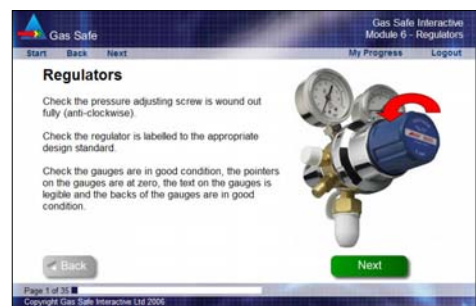 Gas Safe
Gas Safe Interactive
Module 6 - Regulators
Start Back Next My Progress Logout
Regulators
Check the pressure adjusting screw is wound out
fully (anti-clockwise).
Check the regulator is labelled to the appropriate
design standard.
Check the gauges are in good condition, the pointers
on the gauges are at zero, the text on the gauges is
legible and the backs of the gauges are in good
condition.
Back
Next
Page 1 of 35
Copyright Gas Safe Interactive Ltd 2006